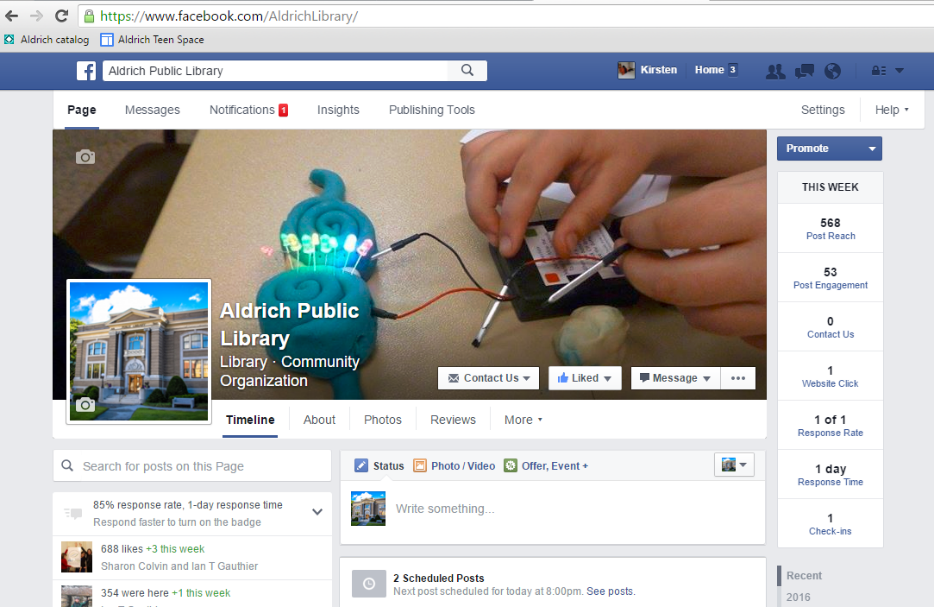 https://www.facebook.com/AldrichLibrary/
Aldrich catalog Aldrich Teen Space
f Aldrich Public Library Kirsten Home 3
Page Messages Notifications 1 Insights Publishing Tools Settings Help
Promote
THIS WEEK
568
Post Reach
53
Post Engagement
0
Contact Us
1
Website Click
1 of 1
Response Rate
1 day
Response Time
1
Check-ins
Recent
2016
Aldrich Public
Library
Library · Community
Organization
Contact Us Liked Message •••
Timeline About Photos Reviews More
Search for posts on this Page
85% response rate, 1-day response time
Respond faster to turn on the badge
688 likes +3 this week
Sharon Colvin and Ian T Gauthier
354 were here +1 this week
Status Photo / Video Offer, Event +
Write something...
2 Scheduled Posts
Next post scheduled for today at 8:00pm. See posts.